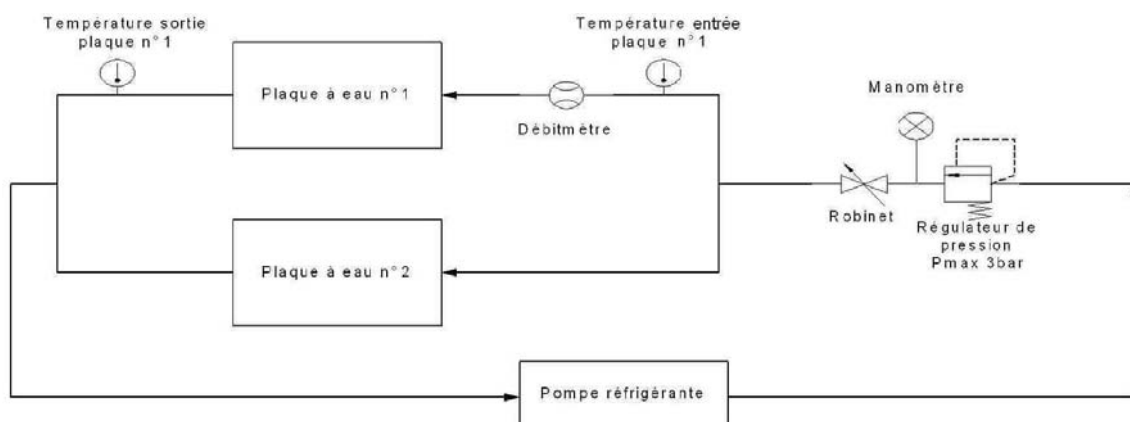 Température sortie
plaque n°1
Température entrée
plaque n°1
Plaque à eau n°1
Débitmètre
Manomètre
Robinet
Régulateur de
pression
Pmax 3bar
Plaque à eau n°2
Pompe réfrigérante